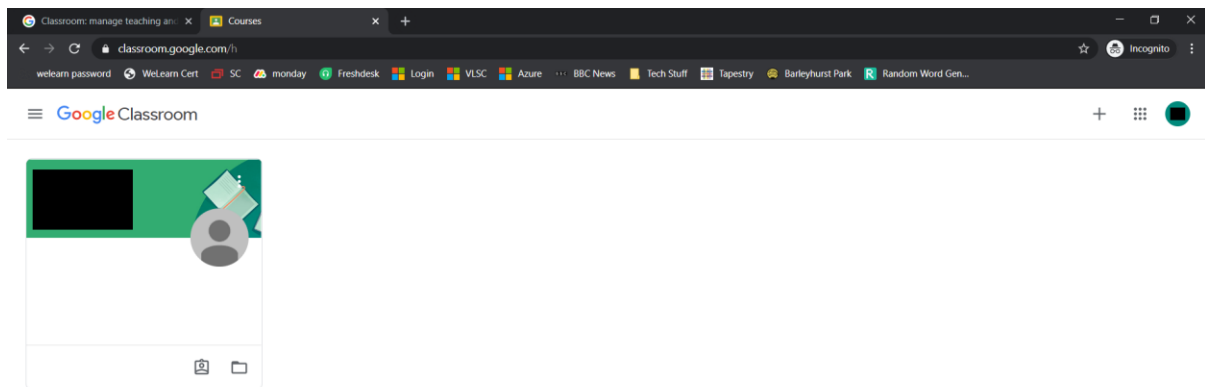 Classroom: manage teaching and
Courses
classroom.google.com/h
Incognito
welearn password WeLearn Cert SC monday Freshdesk Login VLSC Azure BBC News Tech Stuff Tapestry Barleyhurst Park Random Word Gen...
Google Classroom